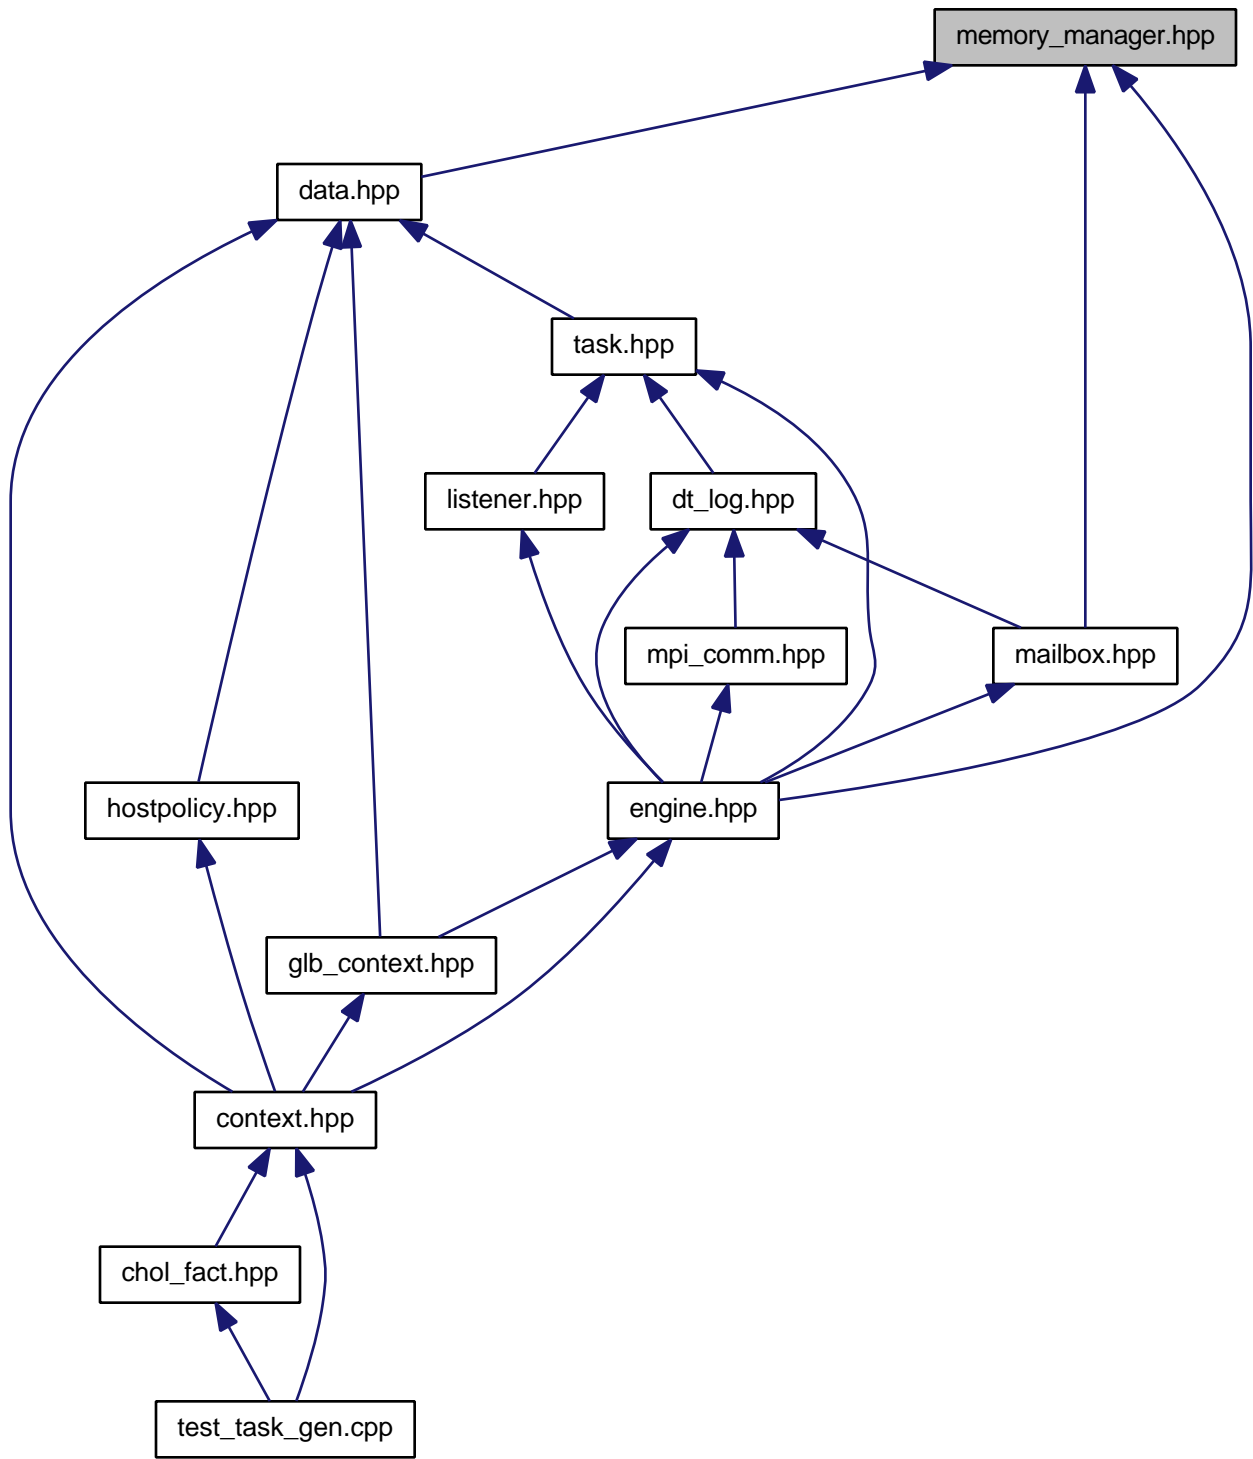 memory_manager.hpp
data.hpp
task.hpp
listener.hpp
dt_log.hpp
mpi_comm.hpp
mailbox.hpp
hostpolicy.hpp
engine.hpp
glb_context.hpp
context.hpp
chol_fact.hpp
test_task_gen.cpp